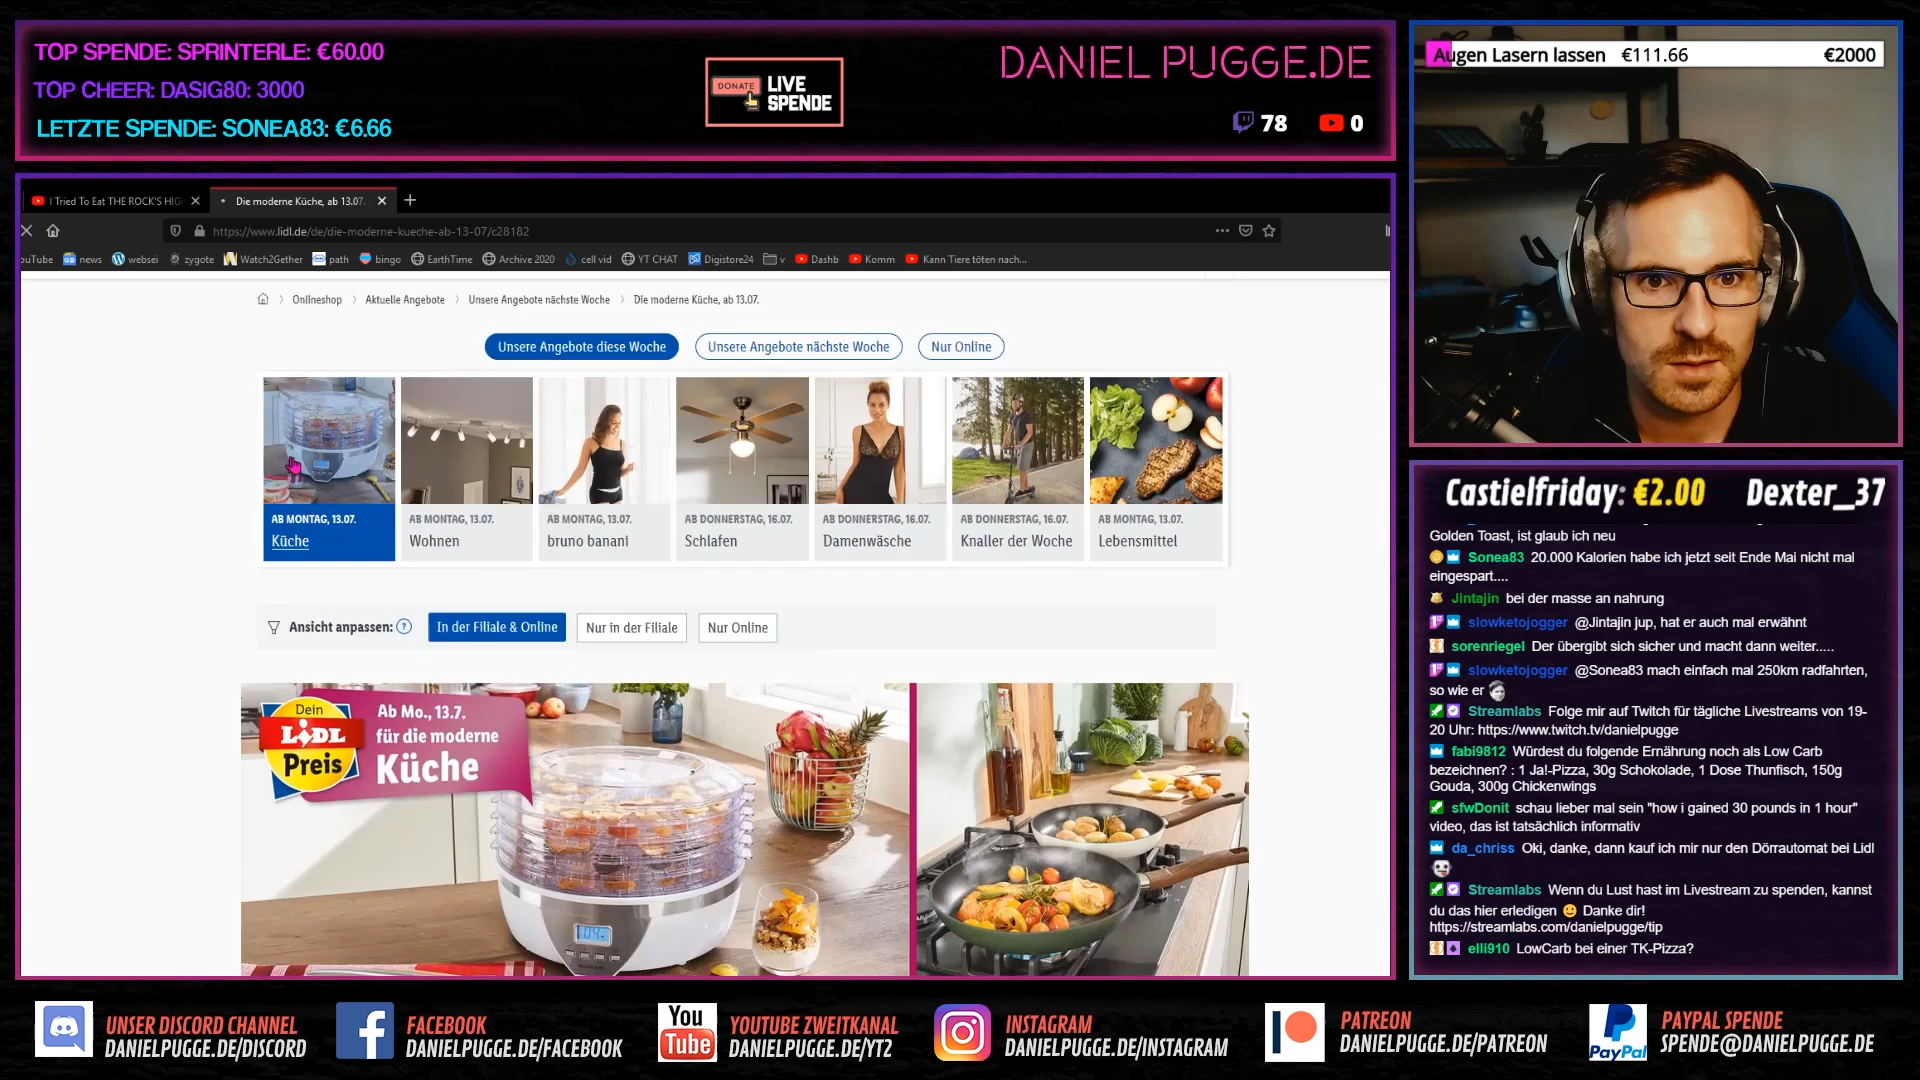 TOP SPENDE: SPRINTERLE: €60.00
TOP CHEER: DASIG80: 3000
LETZTE SPENDE: SONEA83: €6.66
DONATE
LIVE
SPENDE
DANIEL PUGGE.DE
78
0
Augen Lasern lassen €111.66 €2000
I Tried To Eat THE ROCK'S HIG
Die moderne Küche, ab 13.07.
https://www.lidl.de/de/die-moderne-kueche-ab-13-07/c28182
ouTube news websei zygote Watch2Gether path bingo EarthTime Archive 2020 cell vid YT CHAT Digistore24 v Dashb Komm Kann Tiere töten nach...
Onlineshop Aktuelle Angebote Unsere Angebote nächste Woche Die moderne Küche, ab 13.07.
Unsere Angebote diese Woche Unsere Angebote nächste Woche Nur Online
AB MONTAG, 13.07.
Küche
AB MONTAG, 13.07.
Wohnen
AB MONTAG, 13.07.
bruno banani
AB DONNERSTAG, 16.07.
Schlafen
AB DONNERSTAG, 16.07.
Damenwäsche
AB DONNERSTAG, 16.07.
Knaller der Woche
AB MONTAG, 13.07.
Lebensmittel
Ansicht anpassen: ? In der Filiale & Online Nur in der Filiale Nur Online
Dein
LIDL
Preis
Ab Mo., 13.7.
für die moderne
Küche
Castielfriday: €2.00 Dexter_37
Golden Toast, ist glaub ich neu
Sonea83 20.000 Kalorien habe ich jetzt seit Ende Mai nicht mal
eingespart....
Jintajin bei der masse an nahrung
slowketojogger @Jintajin jup, hat er auch mal erwähnt
sorenriegel Der übergibt sich sicher und macht dann weiter.....
slowketojogger @Sonea83 mach einfach mal 250km radfahrten,
so wie er
Streamlabs Folge mir auf Twitch für tägliche Livestreams von 19-
20 Uhr: https://www.twitch.tv/danielpugge
fabi9812 Würdest du folgende Ernährung noch als Low Carb
bezeichnen? : 1 Ja!-Pizza, 30g Schokolade, 1 Dose Thunfisch, 150g
Gouda, 300g Chickenwings
sfwDonit schau lieber mal sein "how i gained 30 pounds in 1 hour"
video, das ist tatsächlich informativ
da_chriss Oki, danke, dann kauf ich mir nur den Dörrautomat bei Lidl
Streamlabs Wenn du Lust hast im Livestream zu spenden, kannst
du das hier erledigen Danke dir!
https://streamlabs.com/danielpugge/tip
elli910 LowCarb bei einer TK-Pizza?
UNSER DISCORD CHANNEL
DANIELPUGGE.DE/DISCORD
FACEBOOK
DANIELPUGGE.DE/FACEBOOK
You
Tube
YOUTUBE ZWEITKANAL
DANIELPUGGE.DE/YT2
INSTAGRAM
DANIELPUGGE.DE/INSTAGRAM
PATREON
DANIELPUGGE.DE/PATREON
PayPal
PAYPAL SPENDE
SPENDE@DANIELPUGGE.DE